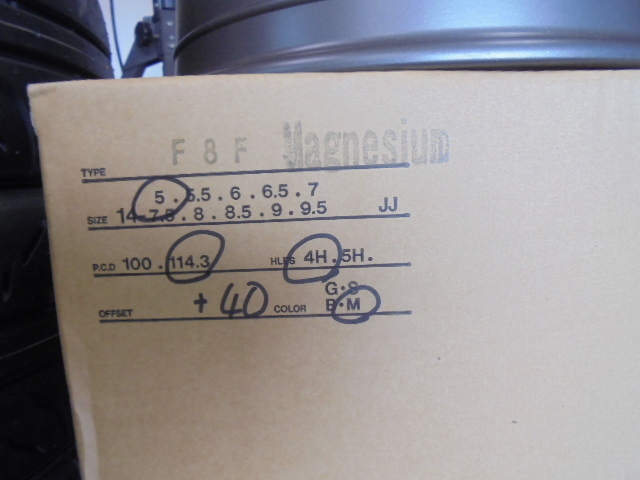 F 8 F Magnesium
TYPE
5 . 5.5 . 6 . 6.5 . 7
SIZE 14-7.5 . 8 . 8.5 . 9 . 9.5 JJ
P.C.D 100 . 114.3 HLES 4H . 5H .
G・S
OFFSET +40 COLOR B・M